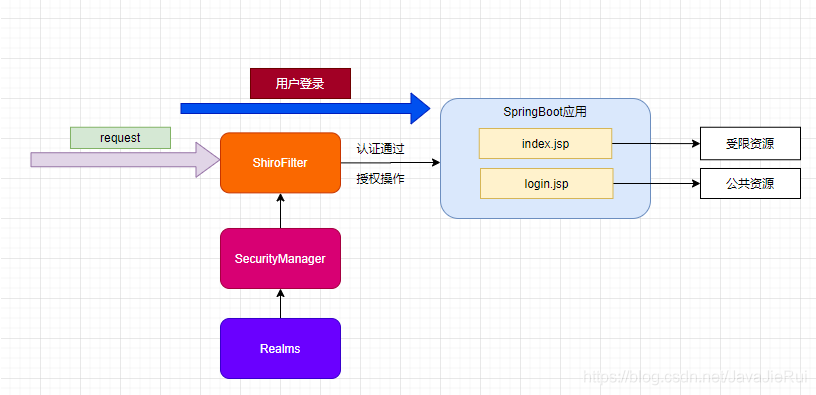 用户登录
SpringBoot应用
request
index.jsp
受限资源
认证通过
ShiroFilter
授权操作
login.jsp
公共资源
SecurityManager
Realms
https://blog.csdn.net/JavaJieRui